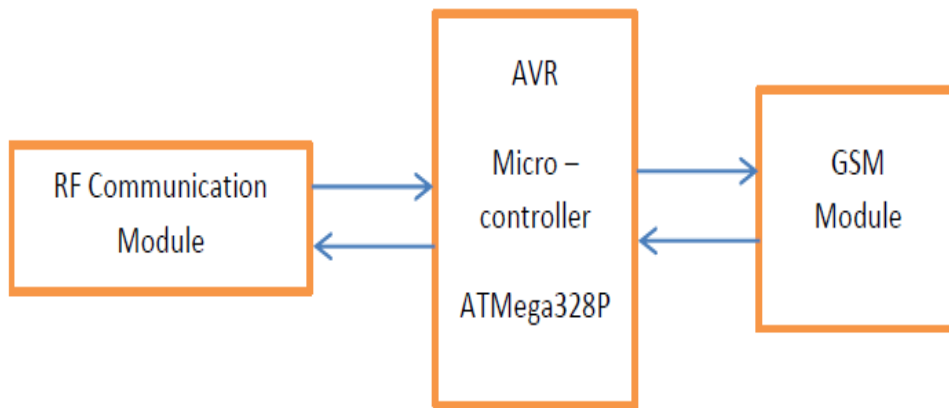 RF Communication
Module
AVR
Micro –
controller
ATMega328P
GSM
Module